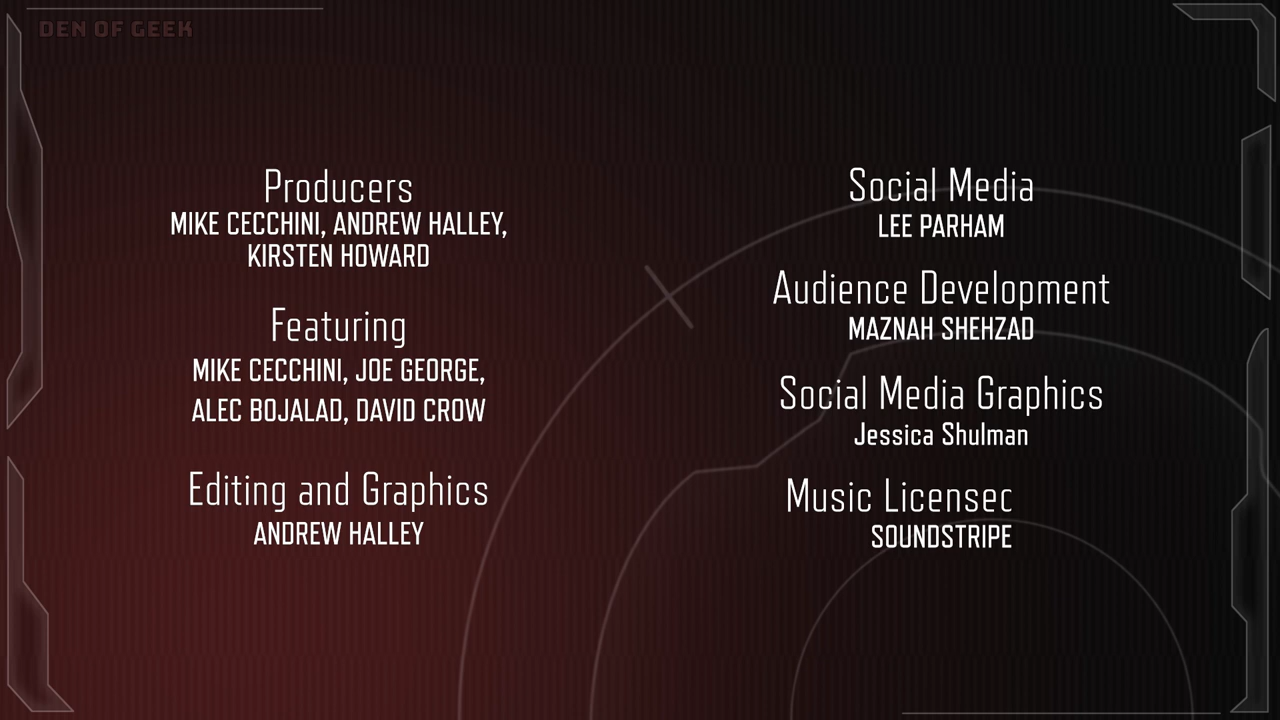 DEN OF GEEK
Producers
MIKE CECCHINI, ANDREW HALLEY,
KIRSTEN HOWARD
Featuring
MIKE CECCHINI, JOE GEORGE,
ALEC BOJALAD, DAVID CROW
Editing and Graphics
ANDREW HALLEY
Social Media
LEE PARHAM
Audience Development
MAZNAH SHEHZAD
Social Media Graphics
Jessica Shulman
Music Licensec
SOUNDSTRIPE